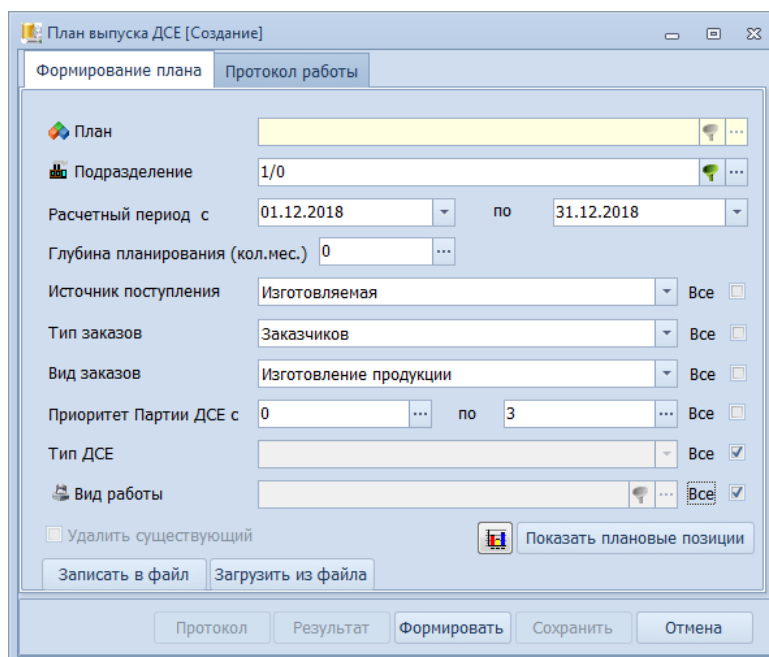 План выпуска ДСЕ [Создание]
Формирование плана Протокол работы
План ...
Подразделение 1/0 ...
Расчетный период с 01.12.2018 по 31.12.2018
Глубина планирования (кол.мес.) 0 ...
Источник поступления Изготовляемая Все
Тип заказов Заказчиков Все
Вид заказов Изготовление продукции Все
Приоритет Партии ДСЕ с 0 ... по 3 ... Все
Тип ДСЕ Все
Вид работы ... Все
Удалить существующий Показать плановые позиции
Записать в файл Загрузить из файла
Протокол Результат Формировать Сохранить Отмена